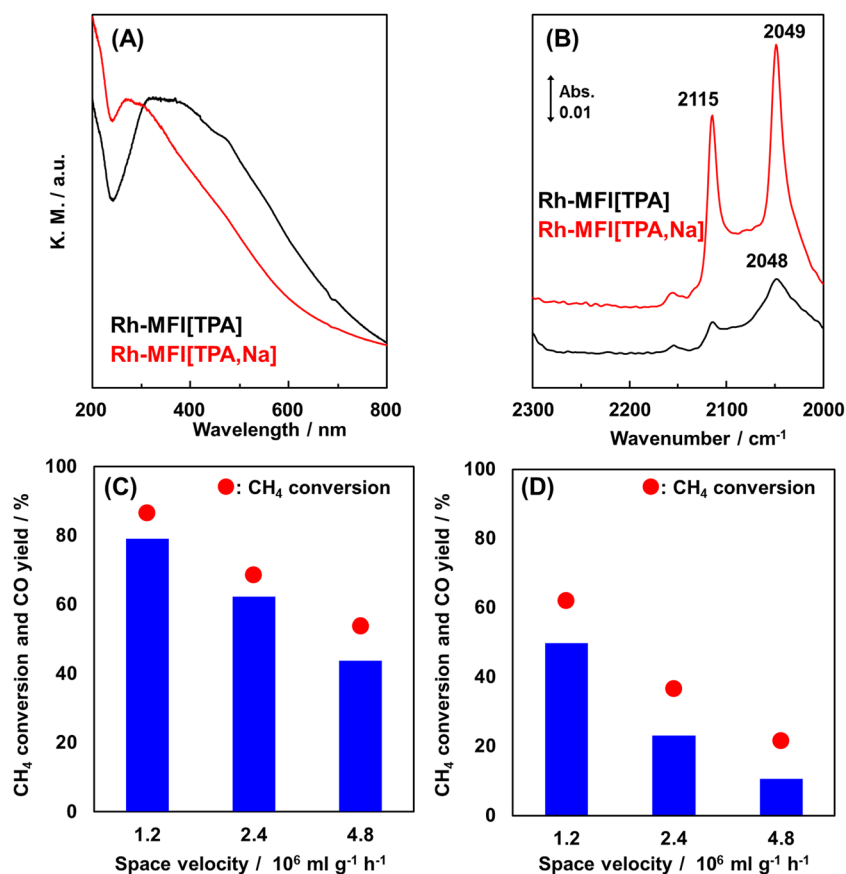 (A)
K. M. / a.u.
Rh-MFI[TPA]
Rh-MFI[TPA,Na]
200 400 600 800
Wavelength / nm
(B)
2049
Abs.
0.01
2115
Rh-MFI[TPA]
Rh-MFI[TPA,Na]
2048
2300 2200 2100 2000
Wavenumber / cm⁻¹
(C)
●: CH₄ conversion
CH₄ conversion and CO yield / %
100
80
60
40
20
0
1.2 2.4 4.8
Space velocity / 10⁶ ml g⁻¹ h⁻¹
(D)
●: CH₄ conversion
CH₄ conversion and CO yield / %
100
80
60
40
20
0
1.2 2.4 4.8
Space velocity / 10⁶ ml g⁻¹ h⁻¹